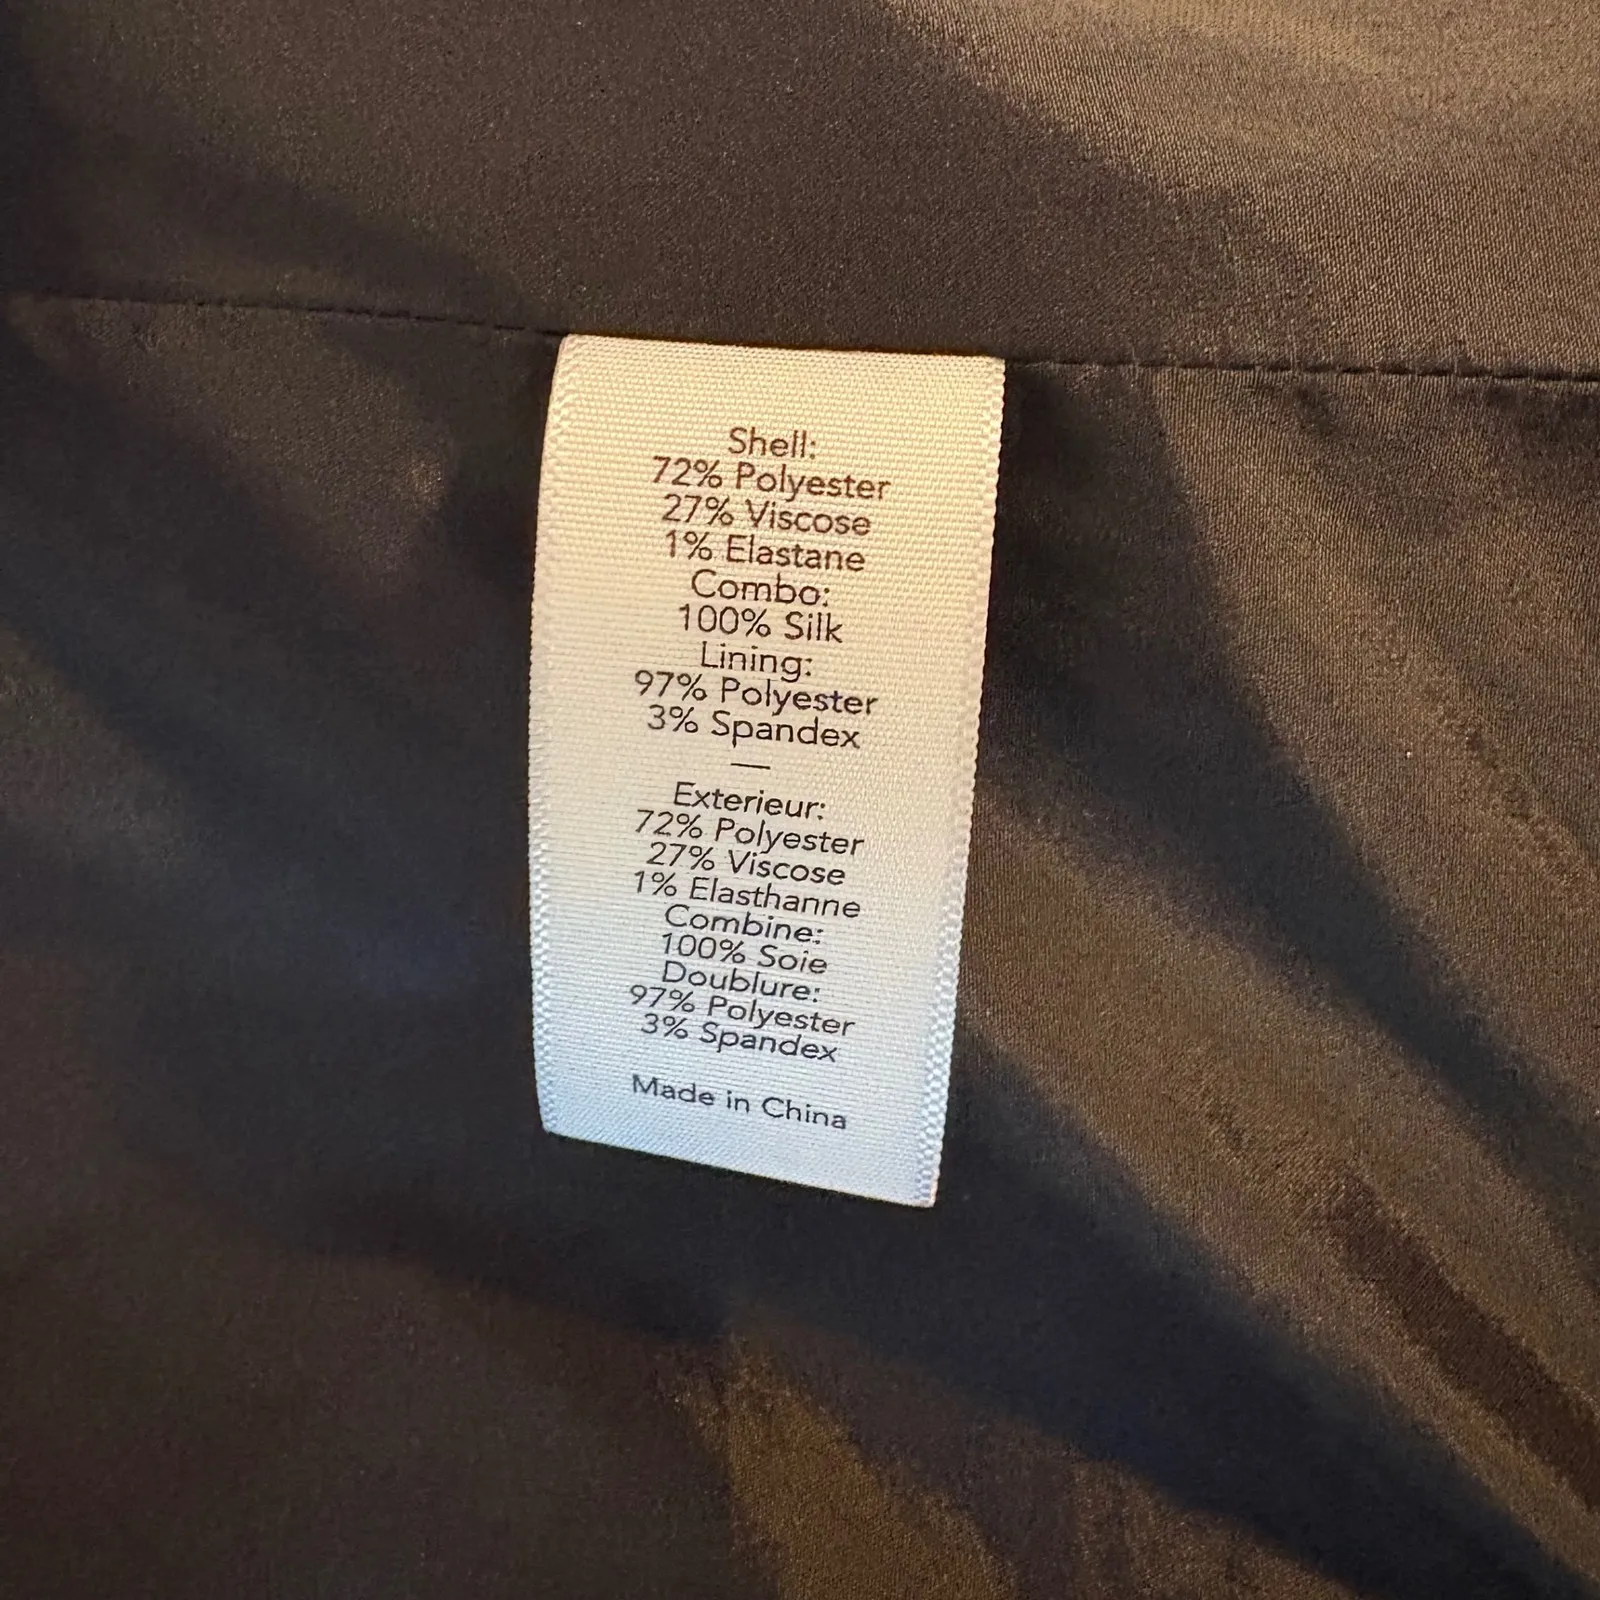 Shell:
72% Polyester
27% Viscose
1% Elastane
Combo:
100% Silk
Lining:
97% Polyester
3% Spandex
—
Exterieur:
72% Polyester
27% Viscose
1% Elasthanne
Combine:
100% Soie
Doublure:
97% Polyester
3% Spandex
Made in China